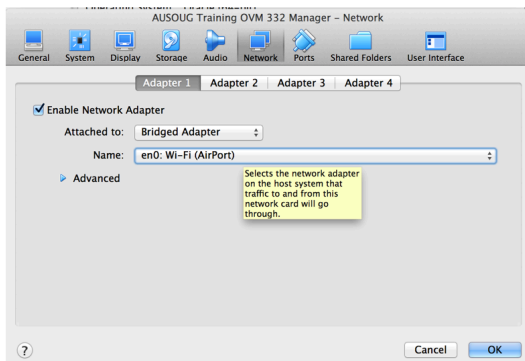 AUSOUG Training OVM 332 Manager – Network
General System Display Storage Audio Network Ports Shared Folders User Interface
Adapter 1 Adapter 2 Adapter 3 Adapter 4
Enable Network Adapter
Attached to: Bridged Adapter
Name: en0: Wi-Fi (AirPort)
Advanced
Selects the network adapter
on the host system that
traffic to and from this
network card will go
through.
? Cancel OK